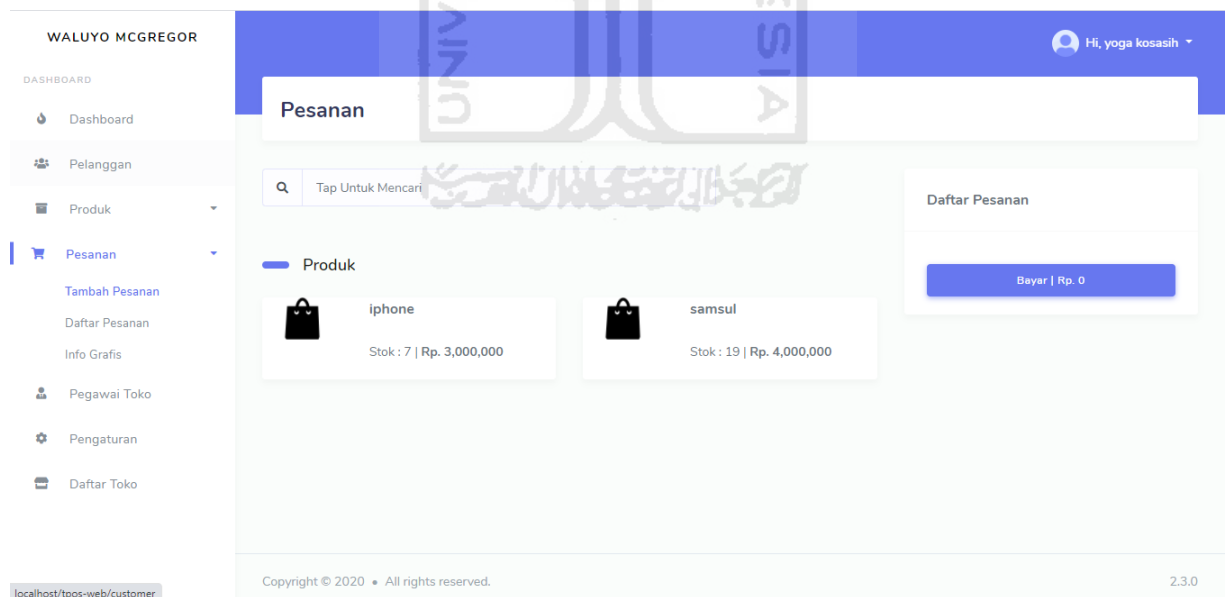 WALUYO MCGREGOR
Hi, yoga kosasih
DASHBOARD
Dashboard
Pelanggan
Produk
Pesanan
Tambah Pesanan
Daftar Pesanan
Info Grafis
Pegawai Toko
Pengaturan
Daftar Toko
localhost/tpos-web/customer
Pesanan
Tap Untuk Mencari
Produk
iphone
Stok : 7 | Rp. 3,000,000
samsul
Stok : 19 | Rp. 4,000,000
Daftar Pesanan
Bayar | Rp. 0
Copyright © 2020 • All rights reserved.
2.3.0